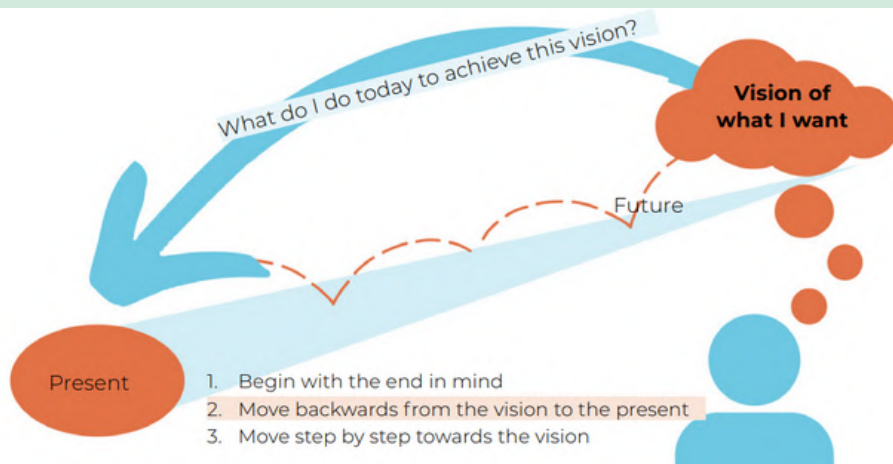 What do I do today to achieve this vision?
Vision of
what I want
Future
Present
1. Begin with the end in mind
2. Move backwards from the vision to the present
3. Move step by step towards the vision